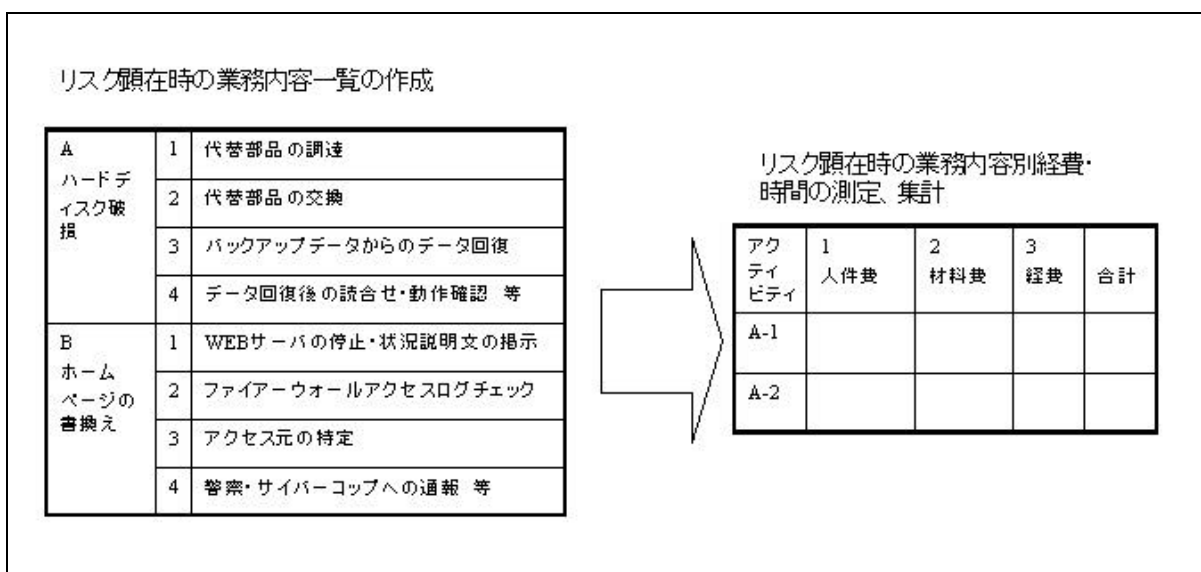 リスク顕在時の業務内容一覧の作成
A
ハードデ
ィスク破
損
1 代替部品の調達
2 代替部品の交換
3 バックアップデータからのデータ回復
4 データ回復後の読合せ・動作確認 等
B
ホーム
ページの
書換え
1 WEBサーバの停止・状況説明文の掲示
2 ファイアーウォールアクセスログチェック
3 アクセス元の特定
4 警察・サイバーコップへの通報 等
リスク顕在時の業務内容別経費・
時間の測定、集計
アク
ティ
ビティ
1
人件費
2
材料費
3
経費
合計
A-1
A-2